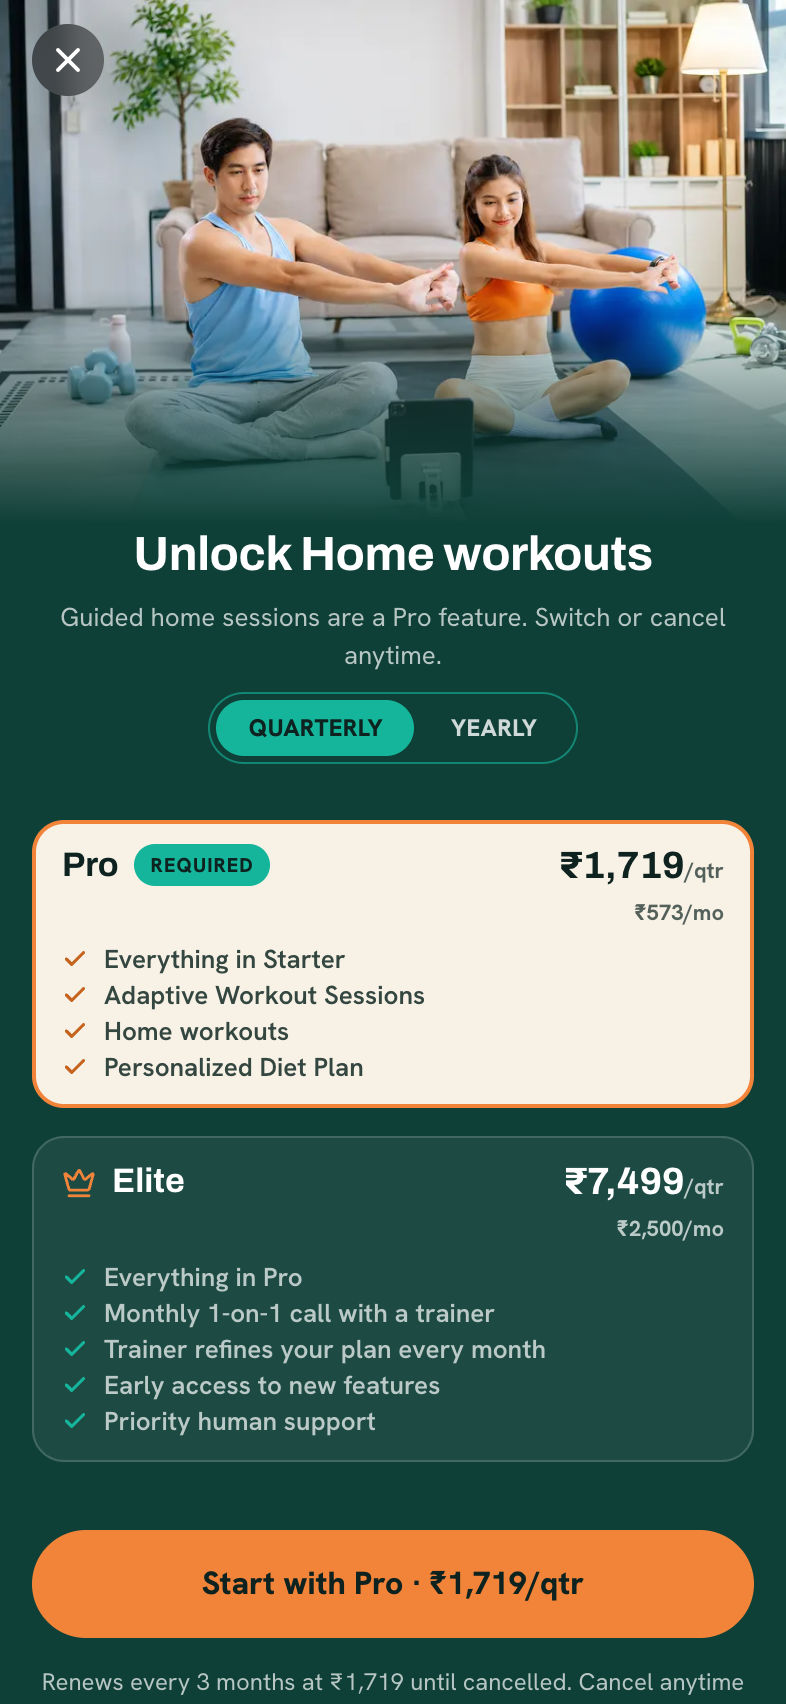 Unlock Home workouts
Guided home sessions are a Pro feature. Switch or cancel
anytime.
QUARTERLY YEARLY
Pro REQUIRED ₹1,719/qtr
₹573/mo
Everything in Starter
Adaptive Workout Sessions
Home workouts
Personalized Diet Plan
Elite ₹7,499/qtr
₹2,500/mo
Everything in Pro
Monthly 1-on-1 call with a trainer
Trainer refines your plan every month
Early access to new features
Priority human support
Start with Pro · ₹1,719/qtr
Renews every 3 months at ₹1,719 until cancelled. Cancel anytime